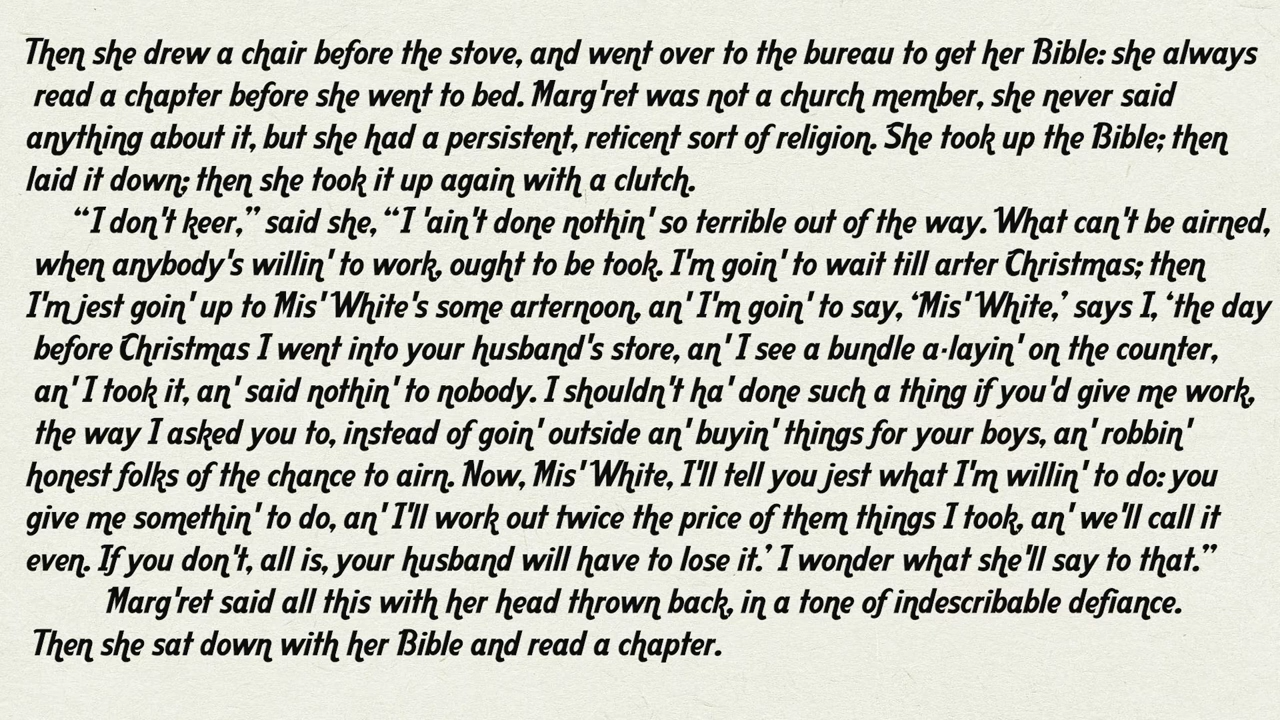 Then she drew a chair before the stove, and went over to the bureau to get her Bible: she always
read a chapter before she went to bed. Marg'ret was not a church member, she never said
anything about it, but she had a persistent, reticent sort of religion. She took up the Bible; then
laid it down; then she took it up again with a clutch.
“I don't keer,” said she, “I 'ain't done nothin' so terrible out of the way. What can't be airned,
when anybody's willin' to work, ought to be took. I'm goin' to wait till arter Christmas; then
I'm jest goin' up to Mis' White's some arternoon, an' I'm goin' to say, ‘Mis' White,’ says I, ‘the day
before Christmas I went into your husband's store, an' I see a bundle a-layin' on the counter,
an' I took it, an' said nothin' to nobody. I shouldn't ha' done such a thing if you'd give me work,
the way I asked you to, instead of goin' outside an' buyin' things for your boys, an' robbin'
honest folks of the chance to airn. Now, Mis' White, I'll tell you jest what I'm willin' to do: you
give me somethin' to do, an' I'll work out twice the price of them things I took, an' we'll call it
even. If you don't, all is, your husband will have to lose it.’ I wonder what she'll say to that.”
Marg'ret said all this with her head thrown back, in a tone of indescribable defiance.
Then she sat down with her Bible and read a chapter.